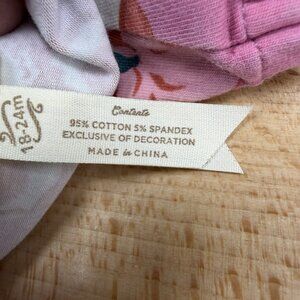 18-24m
Contents
95% COTTON 5% SPANDEX
EXCLUSIVE OF DECORATION
MADE in CHINA